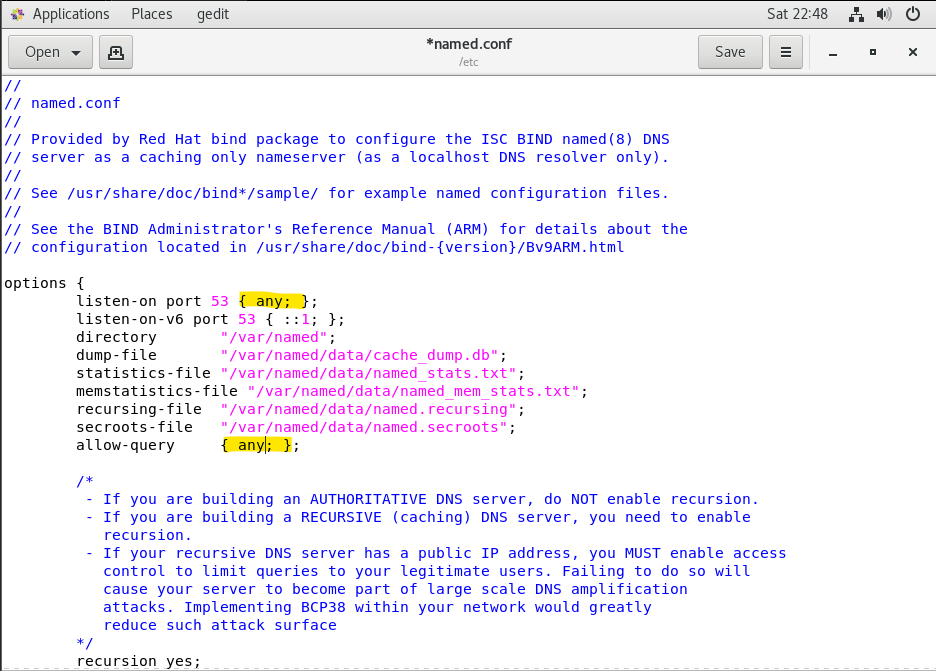 Applications Places gedit Sat 22:48
Open *named.conf Save
/etc
//
// named.conf
//
// Provided by Red Hat bind package to configure the ISC BIND named(8) DNS
// server as a caching only nameserver (as a localhost DNS resolver only).
//
// See /usr/share/doc/bind*/sample/ for example named configuration files.
//
// See the BIND Administrator's Reference Manual (ARM) for details about the
// configuration located in /usr/share/doc/bind-{version}/Bv9ARM.html

options {
        listen-on port 53 { any; };
        listen-on-v6 port 53 { ::1; };
        directory       "/var/named";
        dump-file       "/var/named/data/cache_dump.db";
        statistics-file "/var/named/data/named_stats.txt";
        memstatistics-file "/var/named/data/named_mem_stats.txt";
        recursing-file  "/var/named/data/named.recursing";
        secroots-file   "/var/named/data/named.secroots";
        allow-query     { any; };

        /*
         - If you are building an AUTHORITATIVE DNS server, do NOT enable recursion.
         - If you are building a RECURSIVE (caching) DNS server, you need to enable
           recursion.
         - If your recursive DNS server has a public IP address, you MUST enable access
           control to limit queries to your legitimate users. Failing to do so will
           cause your server to become part of large scale DNS amplification
           attacks. Implementing BCP38 within your network would greatly
           reduce such attack surface
        */
        recursion yes;